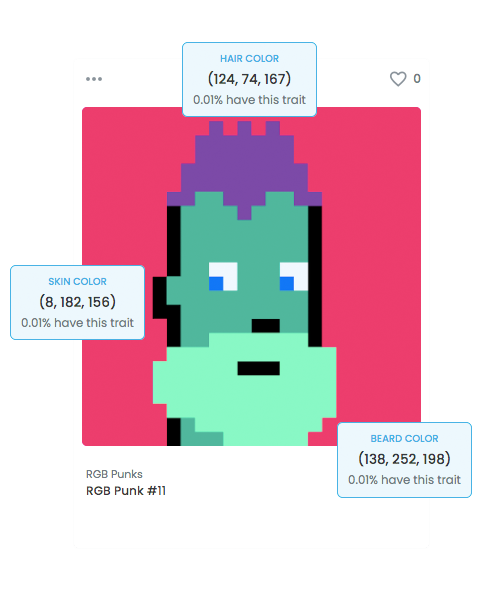 HAIR COLOR
(124, 74, 167)
0.01% have this trait
0
SKIN COLOR
(8, 182, 156)
0.01% have this trait
BEARD COLOR
(138, 252, 198)
0.01% have this trait
RGB Punks
RGB Punk #11